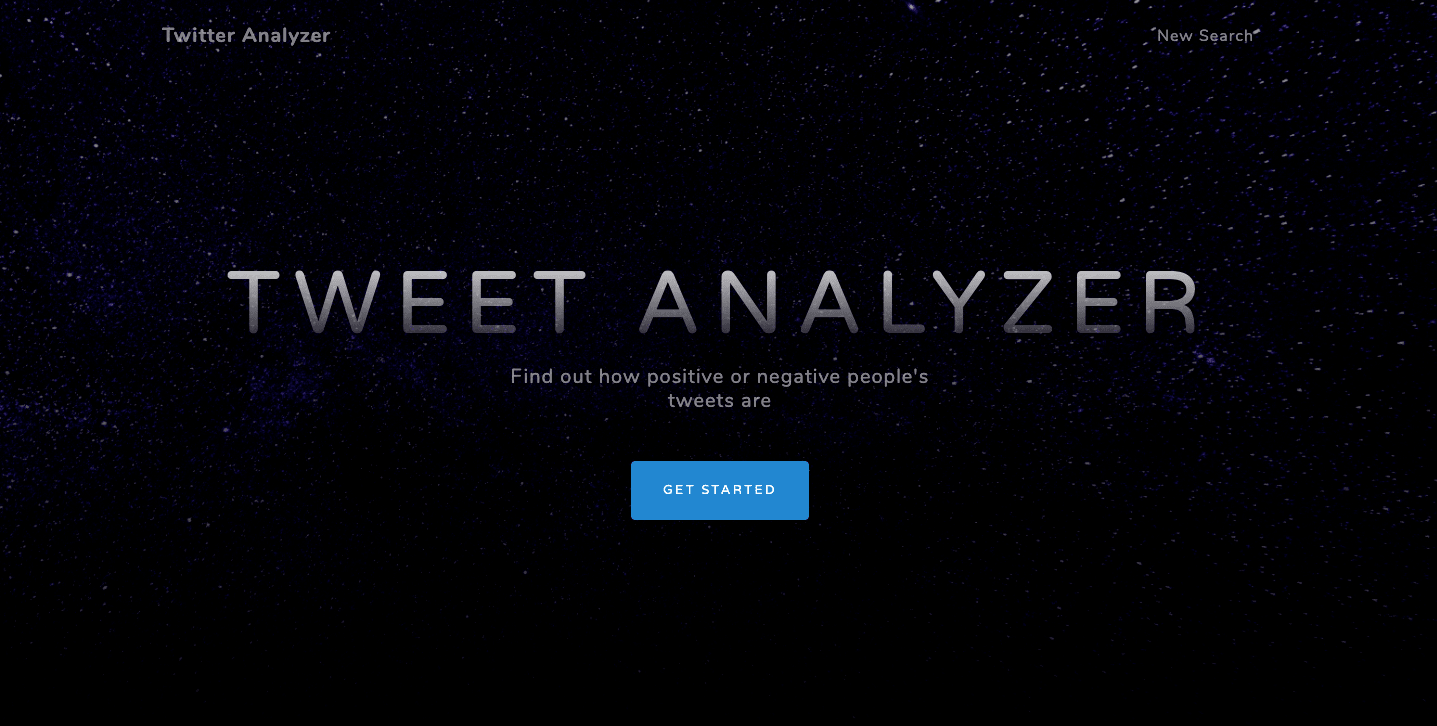 Twitter Analyzer
New Search
TWEET ANALYZER
Find out how positive or negative people's
tweets are
GET STARTED